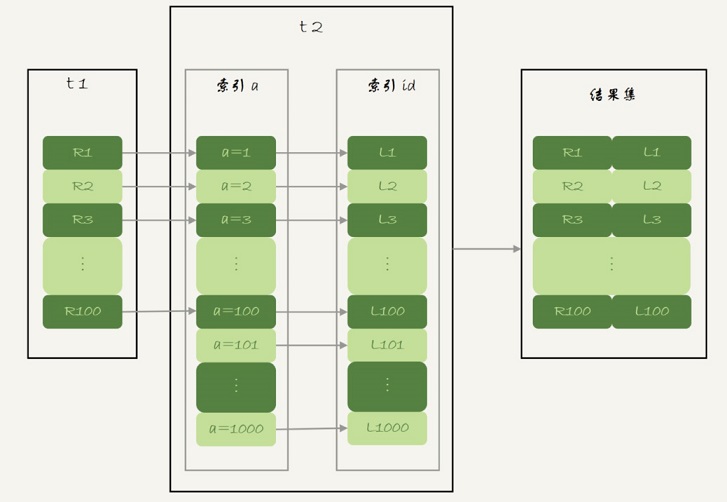 t2
t1
索引 a
索引 id
结果集
R1
a=1
L1
R1
L1
R2
a=2
L2
R2
L2
R3
a=3
L3
R3
L3
⋮
⋮
⋮
⋮
R100
a=100
L100
R100
L100
a=101
L101
⋮
⋮
a=1000
L1000